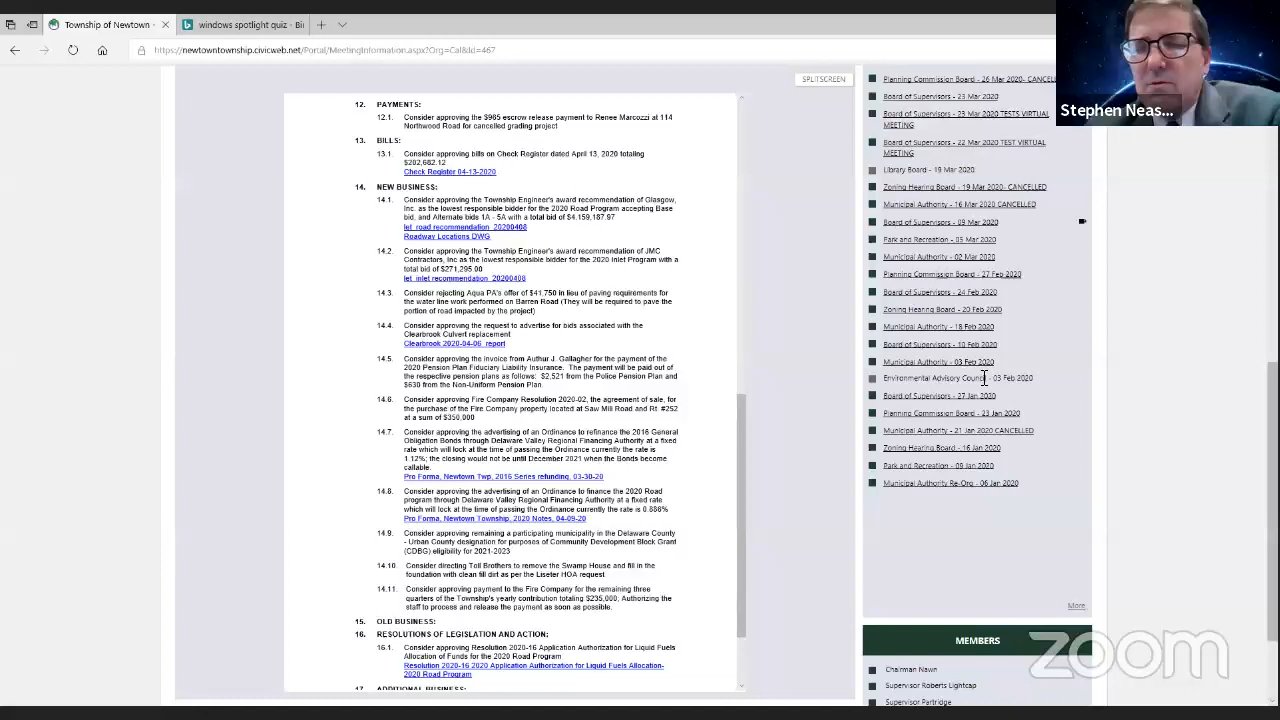 Township of Newtown -
windows spotlight quiz - Bi
https://newtowntownship.civicweb.net/Portal/MeetingInformation.aspx?Org=Cal&Id=467
Stephen Neas...
SPLITSCREEN
12. PAYMENTS:
12.1. Consider approving the $965 escrow release payment to Renee Marcozzi at 114
Northwood Road for cancelled grading project
13. BILLS:
13.1. Consider approving bills on Check Register dated April 13, 2020 totaling
$202,682.12
Check Register 04-13-2020
14. NEW BUSINESS:
14.1. Consider approving the Township Engineer's award recommendation of Glasgow,
Inc. as the lowest responsible bidder for the 2020 Road Program accepting Base
bid, and Alternate bids 1A - 5A with a total bid of $4,159,187.97
let_road recommendation_20200408
Roadway Locations DWG
14.2. Consider approving the Township Engineer's award recommendation of JMC
Contractors, Inc as the lowest responsible bidder for the 2020 Inlet Program with a
total bid of $271,295.00
let_inlet recommendation_20200408
14.3. Consider rejecting Aqua PA's offer of $41,750 in lieu of paving requirements for
the water line work performed on Barren Road (They will be required to pave the
portion of road impacted by the project)
14.4. Consider approving the request to advertise for bids associated with the
Clearbrook Culvert replacement
Clearbrook 2020-04-06_report
14.5. Consider approving the invoice from Authur J. Gallagher for the payment of the
2020 Pension Plan Fiduciary Liability Insurance. The payment will be paid out of
the respective pension plans as follows: $2,521 from the Police Pension Plan and
$630 from the Non-Uniform Pension Plan.
14.6. Consider approving Fire Company Resolution 2020-02, the agreement of sale, for
the purchase of the Fire Company property located at Saw Mill Road and Rt. #252
at a sum of $350,000
14.7. Consider approving the advertising of an Ordinance to refinance the 2016 General
Obligation Bonds through Delaware Valley Regional Financing Authority at a fixed
rate which will lock at the time of passing the Ordinance currently the rate is
1.12%; the closing would not be until December 2021 when the Bonds become
callable.
Pro Forma, Newtown Twp, 2016 Series refunding, 03-30-20
14.8. Consider approving the advertising of an Ordinance to finance the 2020 Road
program through Delaware Valley Regional Financing Authority at a fixed rate
which will lock at the time of passing the Ordinance currently the rate is 0.886%
Pro Forma, Newtown Township, 2020 Notes, 04-09-20
14.9. Consider approving remaining a participating municipality in the Delaware County
- Urban County designation for purposes of Community Development Block Grant
(CDBG) eligibility for 2021-2023
14.10. Consider directing Toll Brothers to remove the Swamp House and fill in the
foundation with clean fill dirt as per the Liseter HOA request
14.11. Consider approving payment to the Fire Company for the remaining three
quarters of the Township's yearly contribution totaling $235,000; Authorizing the
staff to process and release the payment as soon as possible.
15. OLD BUSINESS:
16. RESOLUTIONS OF LEGISLATION AND ACTION:
16.1. Consider approving Resolution 2020-16 Application Authorization for Liquid Fuels
Allocation of Funds for the 2020 Road Program
Resolution 2020-16 2020 Application Authorization for Liquid Fuels Allocation-
2020 Road Program
17. ADDITIONAL BUSINESS:
Planning Commission Board - 26 Mar 2020- CANCEL
Board of Supervisors - 23 Mar 2020
Board of Supervisors - 23 Mar 2020 TESTS VIRTUAL
MEETING
Board of Supervisors - 22 Mar 2020 TEST VIRTUAL
MEETING
Library Board - 19 Mar 2020
Zoning Hearing Board - 19 Mar 2020- CANCELLED
Municipal Authority - 16 Mar 2020 CANCELLED
Board of Supervisors - 09 Mar 2020
Park and Recreation - 05 Mar 2020
Municipal Authority - 02 Mar 2020
Planning Commission Board - 27 Feb 2020
Board of Supervisors - 24 Feb 2020
Zoning Hearing Board - 20 Feb 2020
Municipal Authority - 18 Feb 2020
Board of Supervisors - 10 Feb 2020
Municipal Authority - 03 Feb 2020
Environmental Advisory Council - 03 Feb 2020
Board of Supervisors - 27 Jan 2020
Planning Commission Board - 23 Jan 2020
Municipal Authority - 21 Jan 2020 CANCELLED
Zoning Hearing Board - 16 Jan 2020
Park and Recreation - 09 Jan 2020
Municipal Authority Re-Org - 06 Jan 2020
More
MEMBERS
Chairman Nawn
Supervisor Roberts Lightcap
Supervisor Partridge
zoom